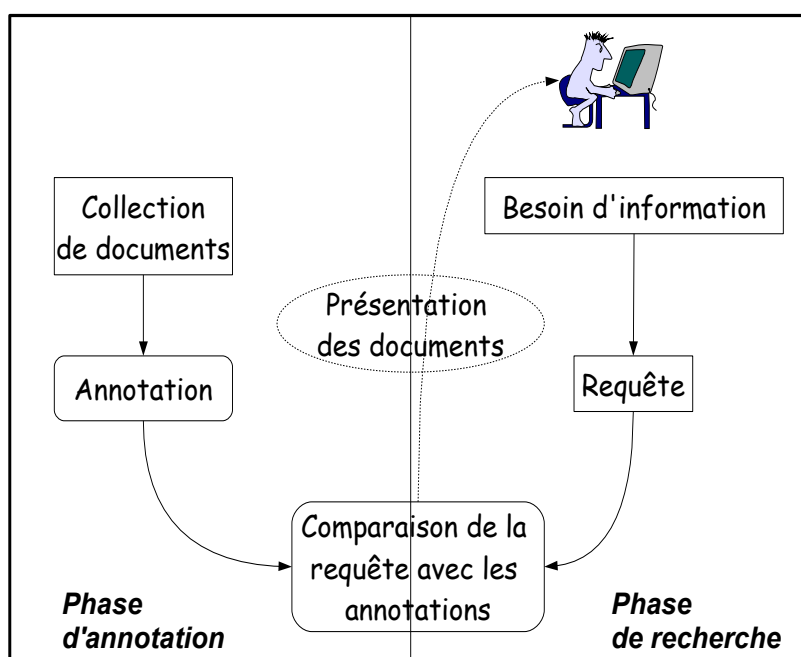 Collection
de documents
Besoin d'information
Présentation
des documents
Annotation
Requête
Comparaison de la
requête avec les
annotations
Phase
d'annotation
Phase
de recherche